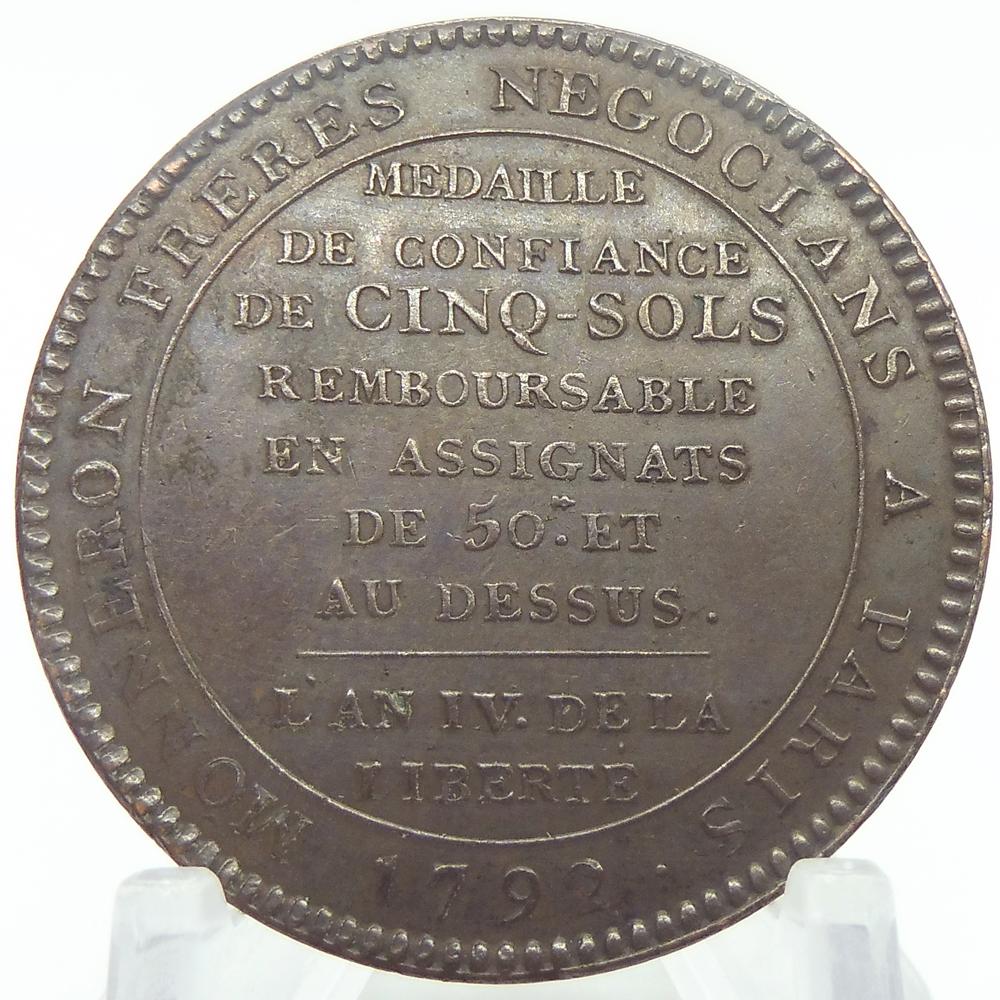 MONNERON FRERES NEGOCIANS A PARIS
1792.
MEDAILLE
DE CONFIANCE
DE CINQ-SOLS
REMBOURSABLE
EN ASSIGNATS
DE 50.ᴴ ET
AU DESSUS.
L'AN IV. DE LA
LIBERTÉ